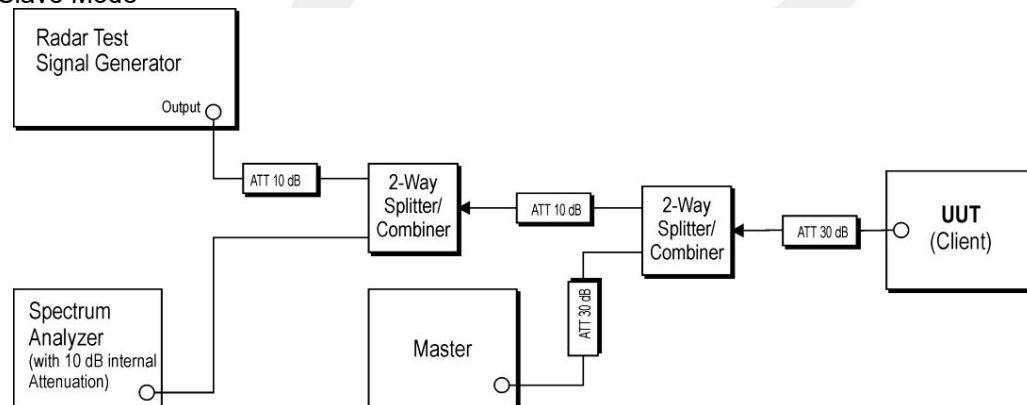 Slave Mode
Radar Test
Signal Generator
Output
ATT 10 dB
2-Way
Splitter/
Combiner
ATT 10 dB
2-Way
Splitter/
Combiner
ATT 30 dB
UUT
(Client)
Spectrum
Analyzer
(with 10 dB internal
Attenuation)
Master
ATT 30 dB